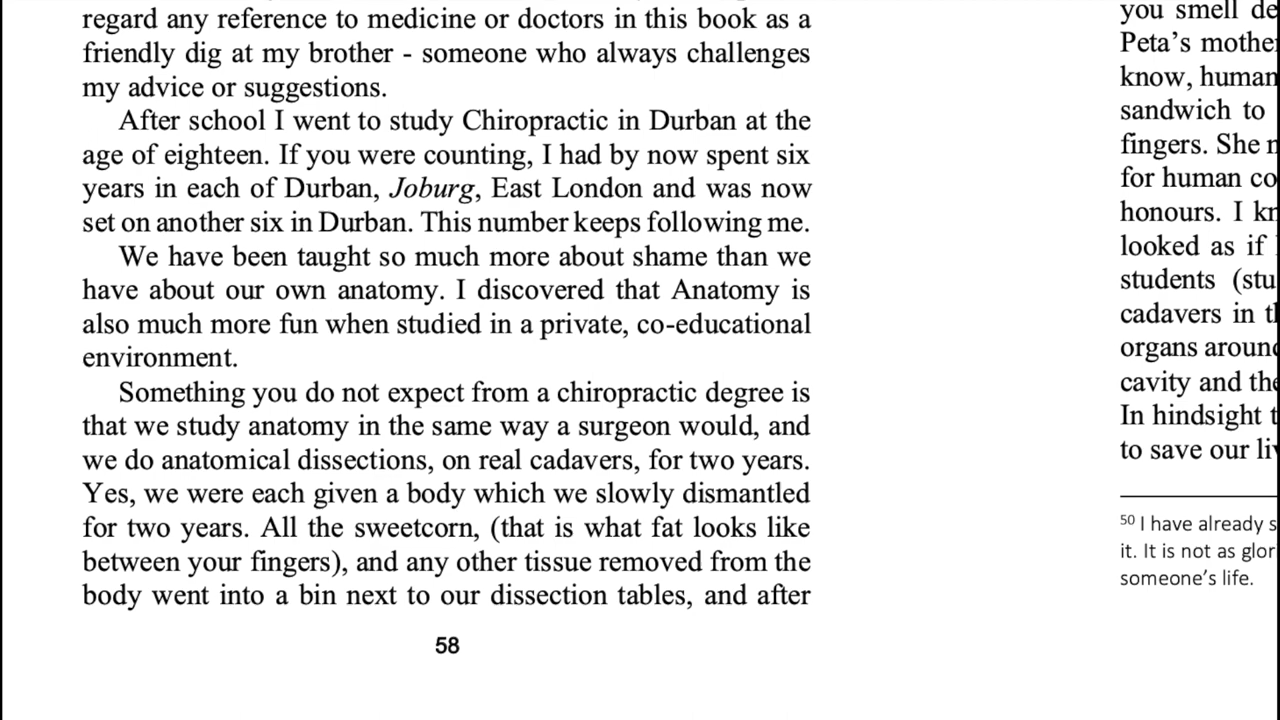 regard any reference to medicine or doctors in this book as a
friendly dig at my brother - someone who always challenges
my advice or suggestions.
After school I went to study Chiropractic in Durban at the
age of eighteen. If you were counting, I had by now spent six
years in each of Durban, Joburg, East London and was now
set on another six in Durban. This number keeps following me.
We have been taught so much more about shame than we
have about our own anatomy. I discovered that Anatomy is
also much more fun when studied in a private, co-educational
environment.
Something you do not expect from a chiropractic degree is
that we study anatomy in the same way a surgeon would, and
we do anatomical dissections, on real cadavers, for two years.
Yes, we were each given a body which we slowly dismantled
for two years. All the sweetcorn, (that is what fat looks like
between your fingers), and any other tissue removed from the
body went into a bin next to our dissection tables, and after
58
you smell de
Peta's mother
know, human
sandwich to
fingers. She
for human co
honours. I
looked as if
students (stu
cadavers in
organs around
cavity and the
In hindsight
to save our
50 I have already s
it. It is not as glor
someone's life.